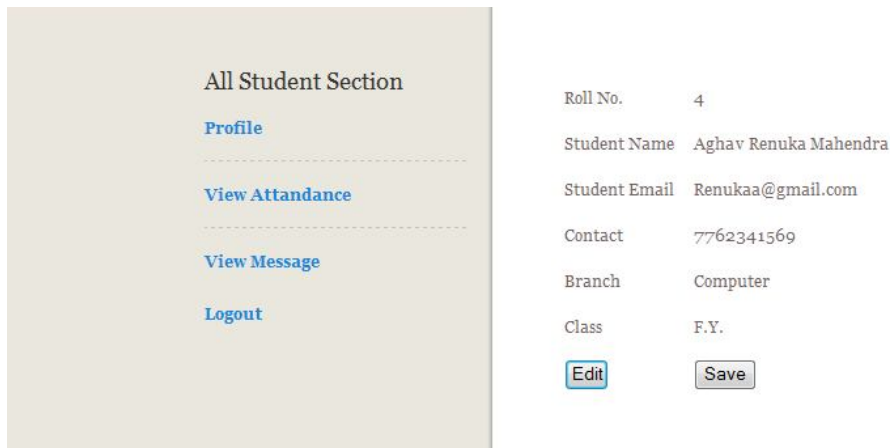 All Student Section
Profile
View Attandance
View Message
Logout
Roll No. 4
Student Name Aghav Renuka Mahendra
Student Email Renukaa@gmail.com
Contact 7762341569
Branch Computer
Class F.Y.
Edit Save